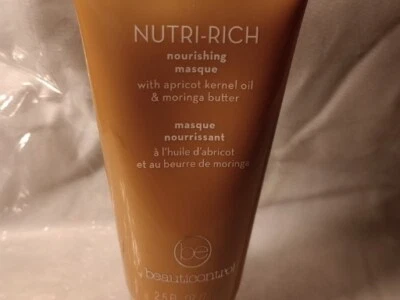 NUTRI-RICH
nourishing
masque
with apricot kernel oil
& moringa butter
masque
nourrissant
à l'huile d'abricot
et au beurre de moringa
be
beauticontrol